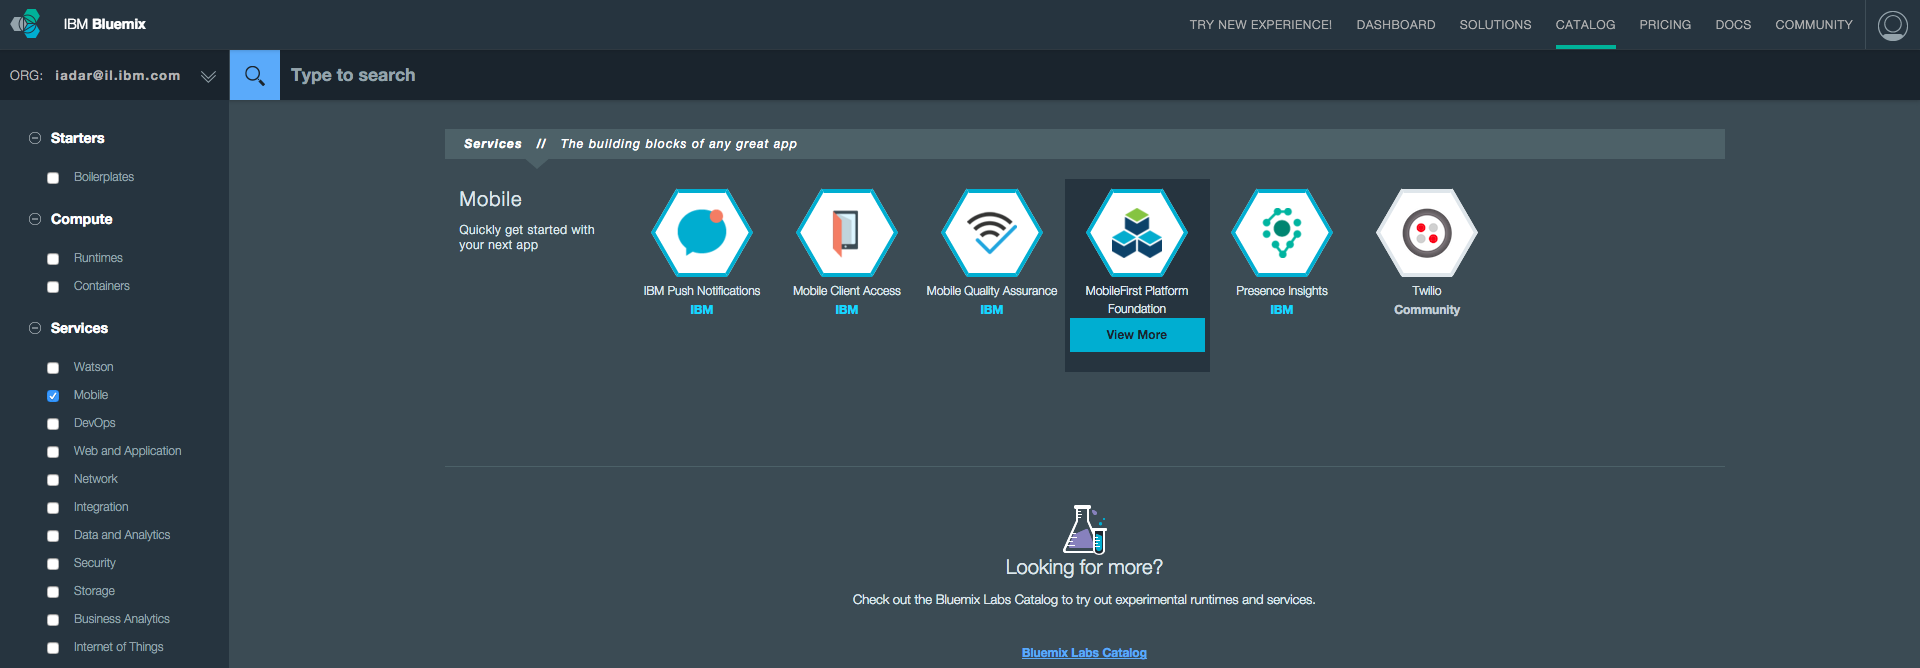 IBM Bluemix
TRY NEW EXPERIENCE! DASHBOARD SOLUTIONS CATALOG PRICING DOCS COMMUNITY
ORG: iadar@il.ibm.com
Type to search
Starters
Boilerplates
Compute
Runtimes
Containers
Services
Watson
Mobile
DevOps
Web and Application
Network
Integration
Data and Analytics
Security
Storage
Business Analytics
Internet of Things
Services // The building blocks of any great app
Mobile
Quickly get started with
your next app
IBM Push Notifications
IBM
Mobile Client Access
IBM
Mobile Quality Assurance
IBM
MobileFirst Platform
Foundation
View More
Presence Insights
IBM
Twilio
Community
Looking for more?
Check out the Bluemix Labs Catalog to try out experimental runtimes and services.
Bluemix Labs Catalog